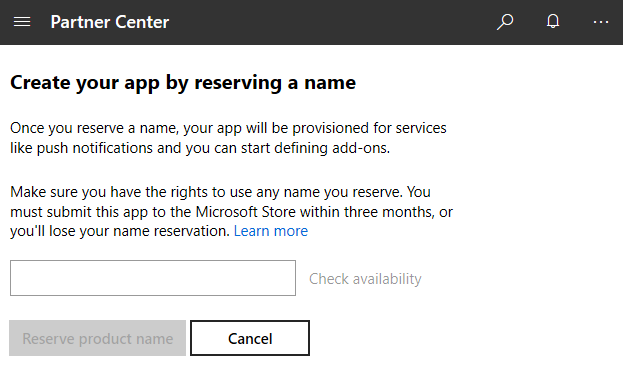 Partner Center
Create your app by reserving a name
Once you reserve a name, your app will be provisioned for services
like push notifications and you can start defining add-ons.
Make sure you have the rights to use any name you reserve. You
must submit this app to the Microsoft Store within three months, or
you'll lose your name reservation. Learn more
Check availability
Reserve product name Cancel